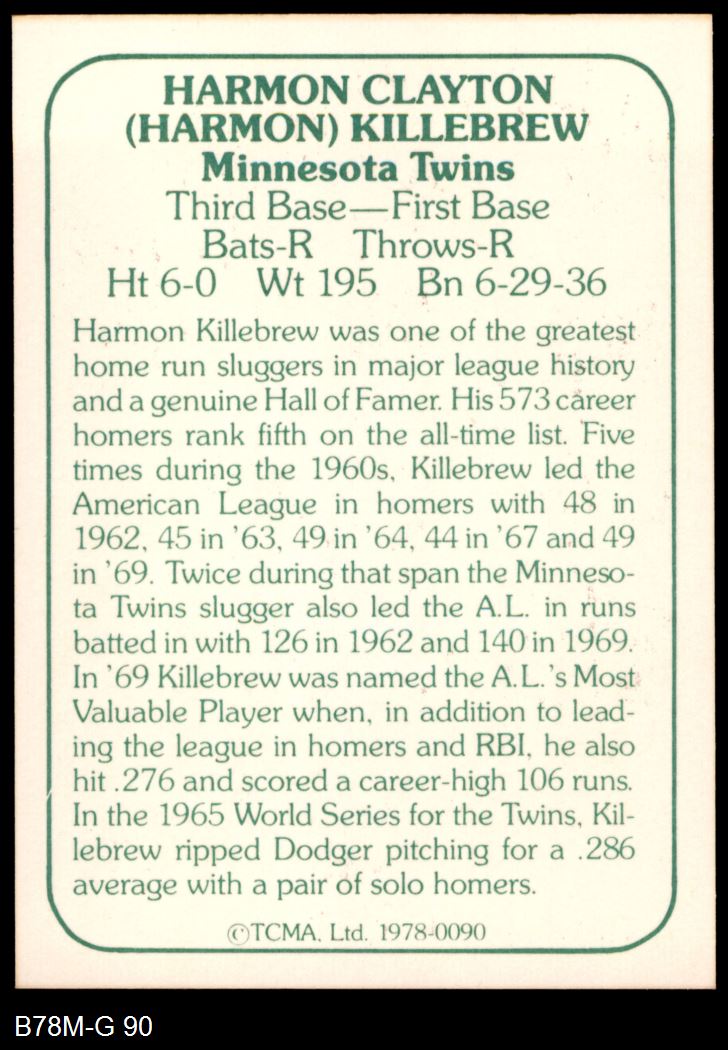 HARMON CLAYTON
(HARMON) KILLEBREW
Minnesota Twins
Third Base—First Base
Bats-R Throws-R
Ht 6-0 Wt 195 Bn 6-29-36
Harmon Killebrew was one of the greatest
home run sluggers in major league history
and a genuine Hall of Famer. His 573 career
homers rank fifth on the all-time list. Five
times during the 1960s, Killebrew led the
American League in homers with 48 in
1962, 45 in '63, 49 in '64, 44 in '67 and 49
in '69. Twice during that span the Minneso-
ta Twins slugger also led the A.L. in runs
batted in with 126 in 1962 and 140 in 1969.
In '69 Killebrew was named the A.L.'s Most
Valuable Player when, in addition to lead-
ing the league in homers and RBI, he also
hit .276 and scored a career-high 106 runs.
In the 1965 World Series for the Twins, Kil-
lebrew ripped Dodger pitching for a .286
average with a pair of solo homers.
©TCMA, Ltd. 1978-0090
B78M-G 90